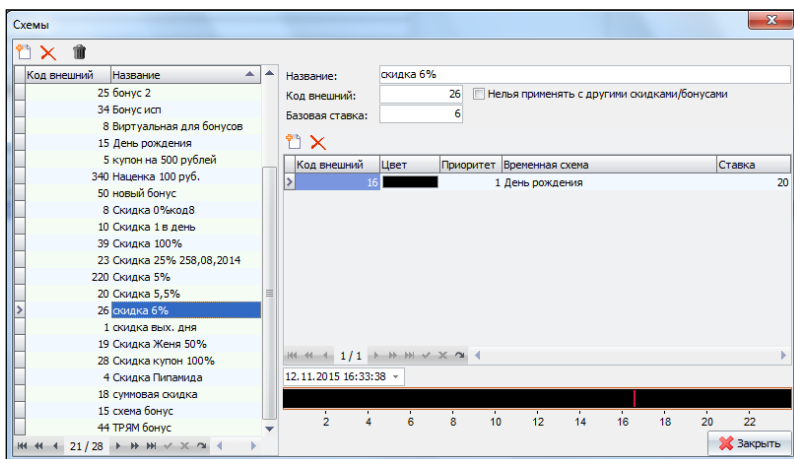 Схемы
Код внешний Название
25 бонус 2
34 Бонус исп
8 Виртуальная для бонусов
15 День рождения
5 купон на 500 рублей
340 Наценка 100 руб.
50 новый бонус
8 Скидка 0%код8
10 Скидка 1 в день
39 Скидка 100%
23 Скидка 25% 258,08,2014
220 Скидка 5%
20 Скидка 5,5%
26 скидка 6%
1 скидка вых. дня
19 Скидка Женя 50%
28 Скидка купон 100%
4 Скидка Пипамида
18 суммовая скидка
15 схема бонус
44 ТРЯМ бонус
21 / 28
Название: скидка 6%
Код внешний: 26 Нелья применять с другими скидками/бонусами
Базовая ставка: 6
Код внешний Цвет Приоритет Временная схема Ставка
16 1 День рождения 20
1 / 1
12.11.2015 16:33:38
2 4 6 8 10 12 14 16 18 20 22
Закрыть